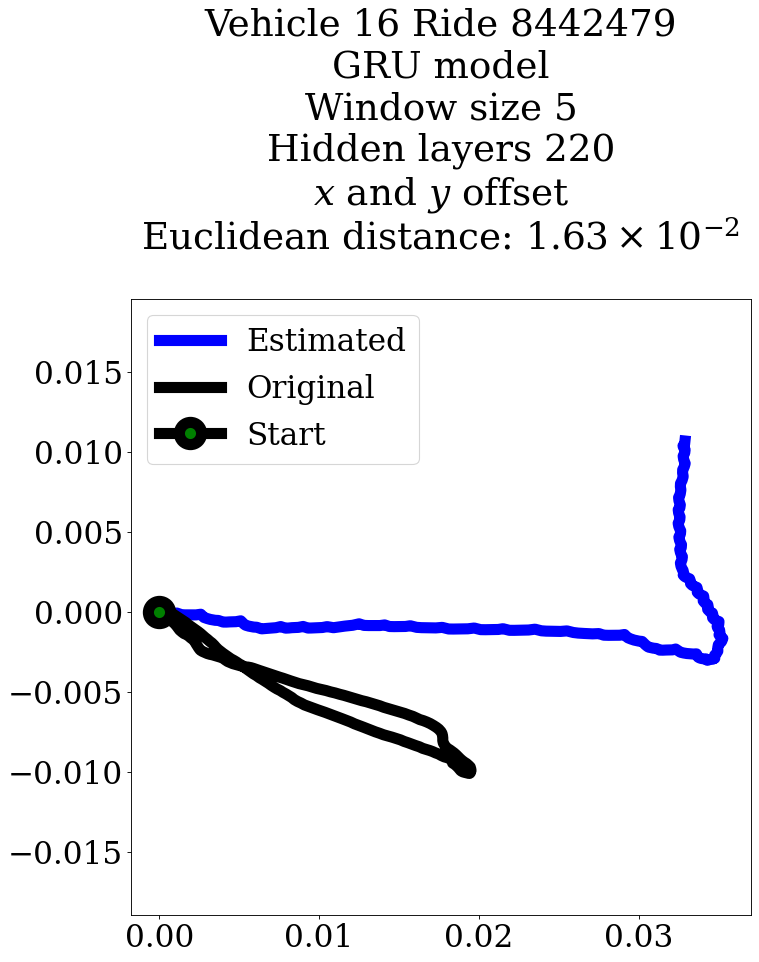 Vehicle 16 Ride 8442479
GRU model
Window size 5
Hidden layers 220
x and y offset
Euclidean distance: 1.63 × 10⁻²
Estimated
Original
Start
0.015
0.010
0.005
0.000
−0.005
−0.010
−0.015
0.00 0.01 0.02 0.03